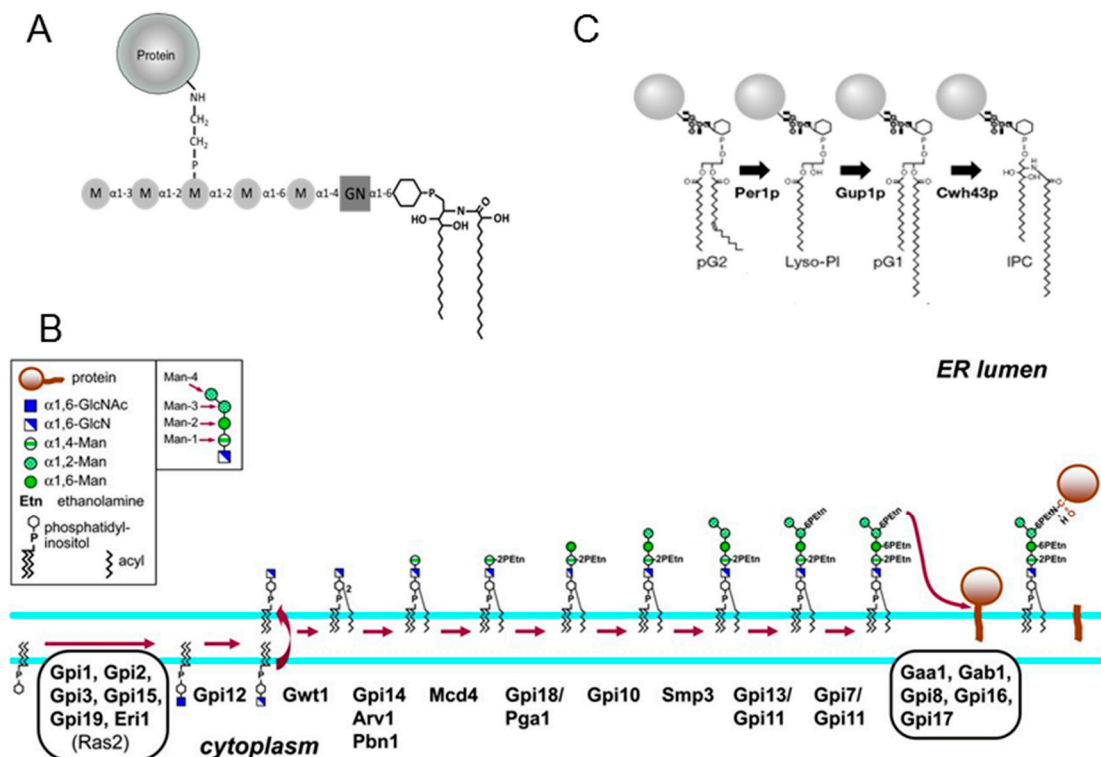 A
Protein
NH
CH2
CH2
P
M α1-3 M α1-2 M α1-2 M α1-6 M α1-4 GN α1-6 P
N O
HO OH OH
C
Per1p Gup1p Cwh43p
pG2 Lyso-PI pG1 IPC
B
protein
α1,6-GlcNAc
α1,6-GlcN
α1,4-Man
α1,2-Man
α1,6-Man
Etn ethanolamine
phosphatidyl-
inositol
P
acyl
Man-4
Man-3
Man-2
Man-1
ER lumen
2
2PEtn
2PEtn
2PEtn
6PEtn
2PEtn
6PEtn
6PEtn
2PEtn
6PEtN-C
H O
6PEtn
2PEtn
Gpi1, Gpi2,
Gpi3, Gpi15,
Gpi19, Eri1
(Ras2)
Gpi12
Gwt1
Gpi14
Arv1
Pbn1
Mcd4
Gpi18/
Pga1
Gpi10
Smp3
Gpi13/
Gpi11
Gpi7/
Gpi11
Gaa1, Gab1,
Gpi8, Gpi16,
Gpi17
cytoplasm